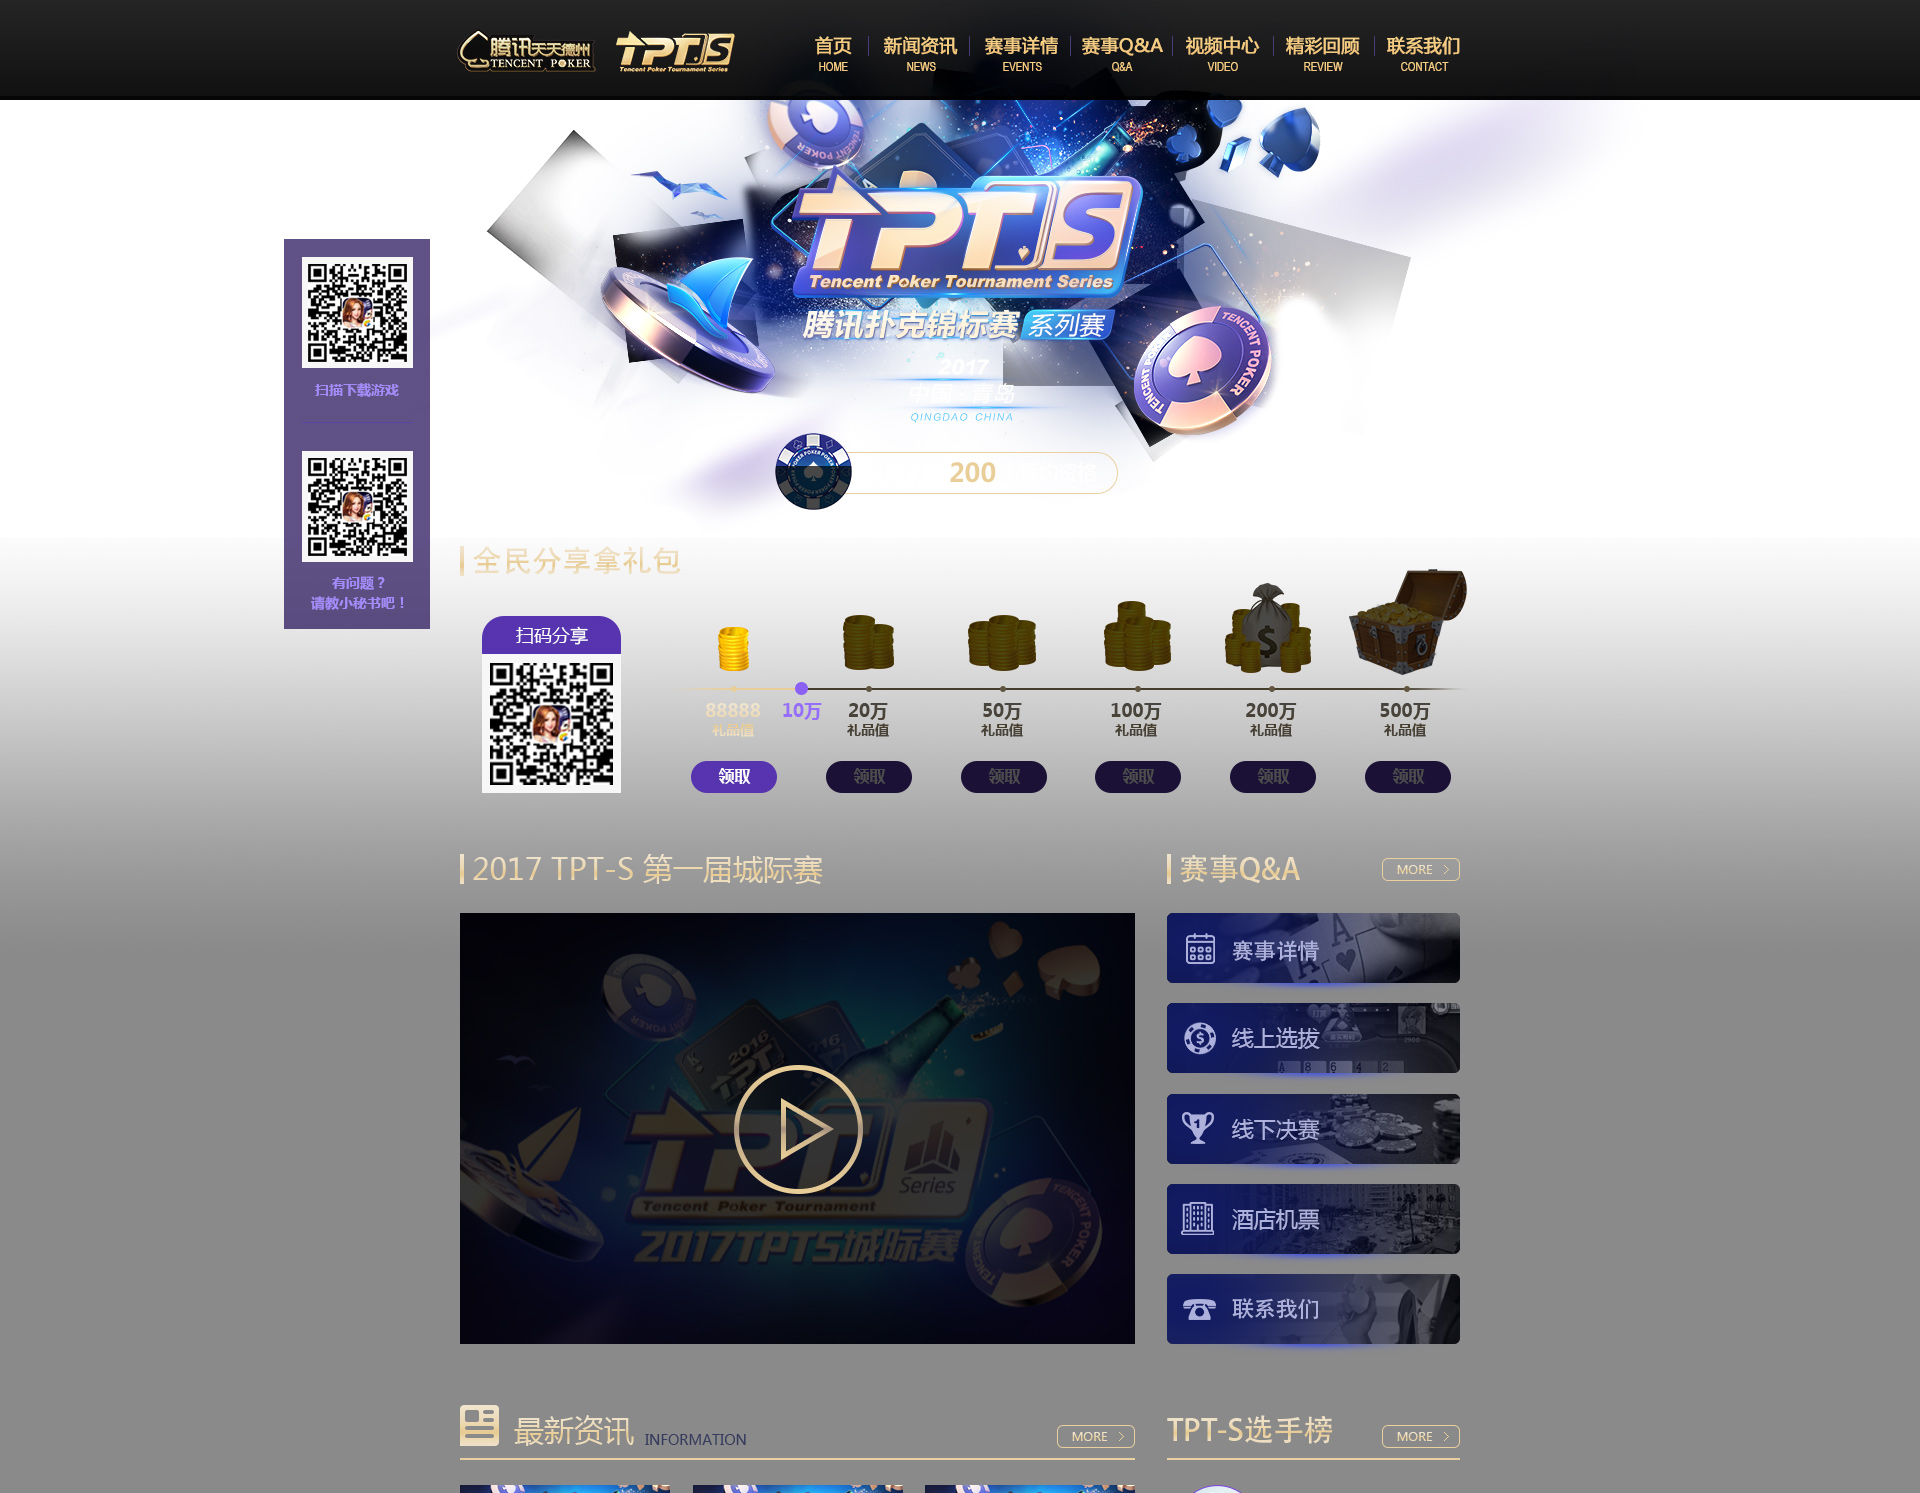 腾讯天天德州
TENCENT POKER
TPT.S
Tencent Poker Tournament Series
首页
HOME
新闻资讯
NEWS
赛事详情
EVENTS
赛事Q&A
Q&A
视频中心
VIDEO
精彩回顾
REVIEW
联系我们
CONTACT
TENCENT POKER
TPT.S
Tencent Poker Tournament Series
腾讯扑克锦标赛 系列赛
2017
中国 青岛
QINGDAO CHINA
200
TENCENT POKER
TENCENT POKER
扫描下载游戏
有问题？
请教小秘书吧！
全民分享拿礼包
扫码分享
88888
礼品值
10万
20万
礼品值
50万
礼品值
100万
礼品值
200万
礼品值
500万
礼品值
领取
领取
领取
领取
领取
领取
2017 TPT-S 第一届城际赛
2016
TPT
TPT
Series
Tencent Poker Tournament
2017TPTS城际赛
TENCENT POKER
赛事Q&A
MORE
赛事详情
线上选拔
线下决赛
酒店机票
联系我们
最新资讯 INFORMATION
MORE
TPT-S选手榜
MORE